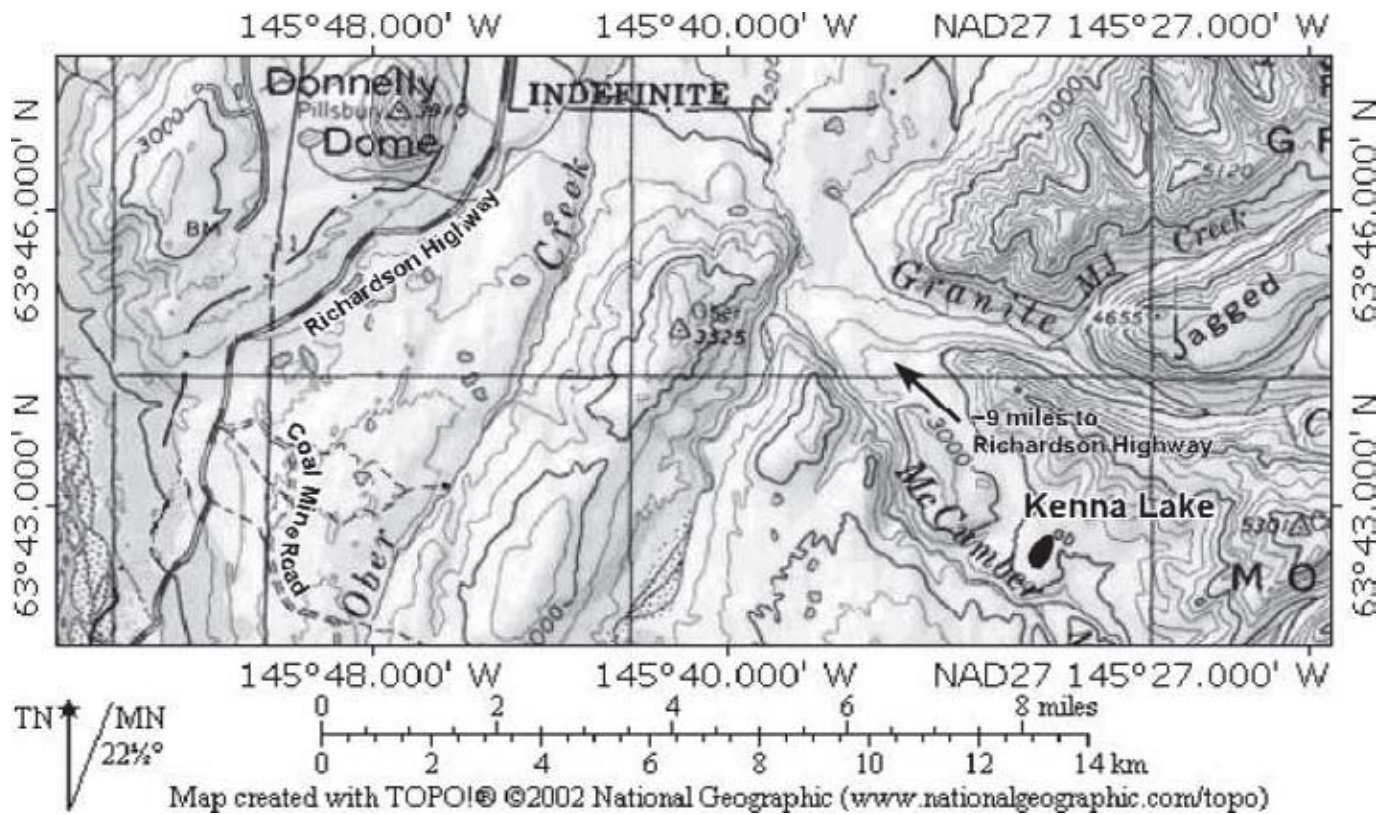 145°48.000' W 145°40.000' W NAD27 145°27.000' W
63°46.000' N
63°43.000' N
63°46.000' N
63°43.000' N
Donnelly
Pillsbury
Dome
INDEFINITE
3000
3000
5120
BM
Richardson Highway
Creek
Ober
3325
Granite
Creek
4655
Jagged
~9 miles to
Richardson Highway
Coal Mine Road
Ober
3000
McCumber
Kenna Lake
M O
145°48.000' W 145°40.000' W NAD27 145°27.000' W
TN MN
22½°
0 2 4 6 8 miles
0 2 4 6 8 10 12 14 km
Map created with TOPO!® ©2002 National Geographic (www.nationalgeographic.com/topo)